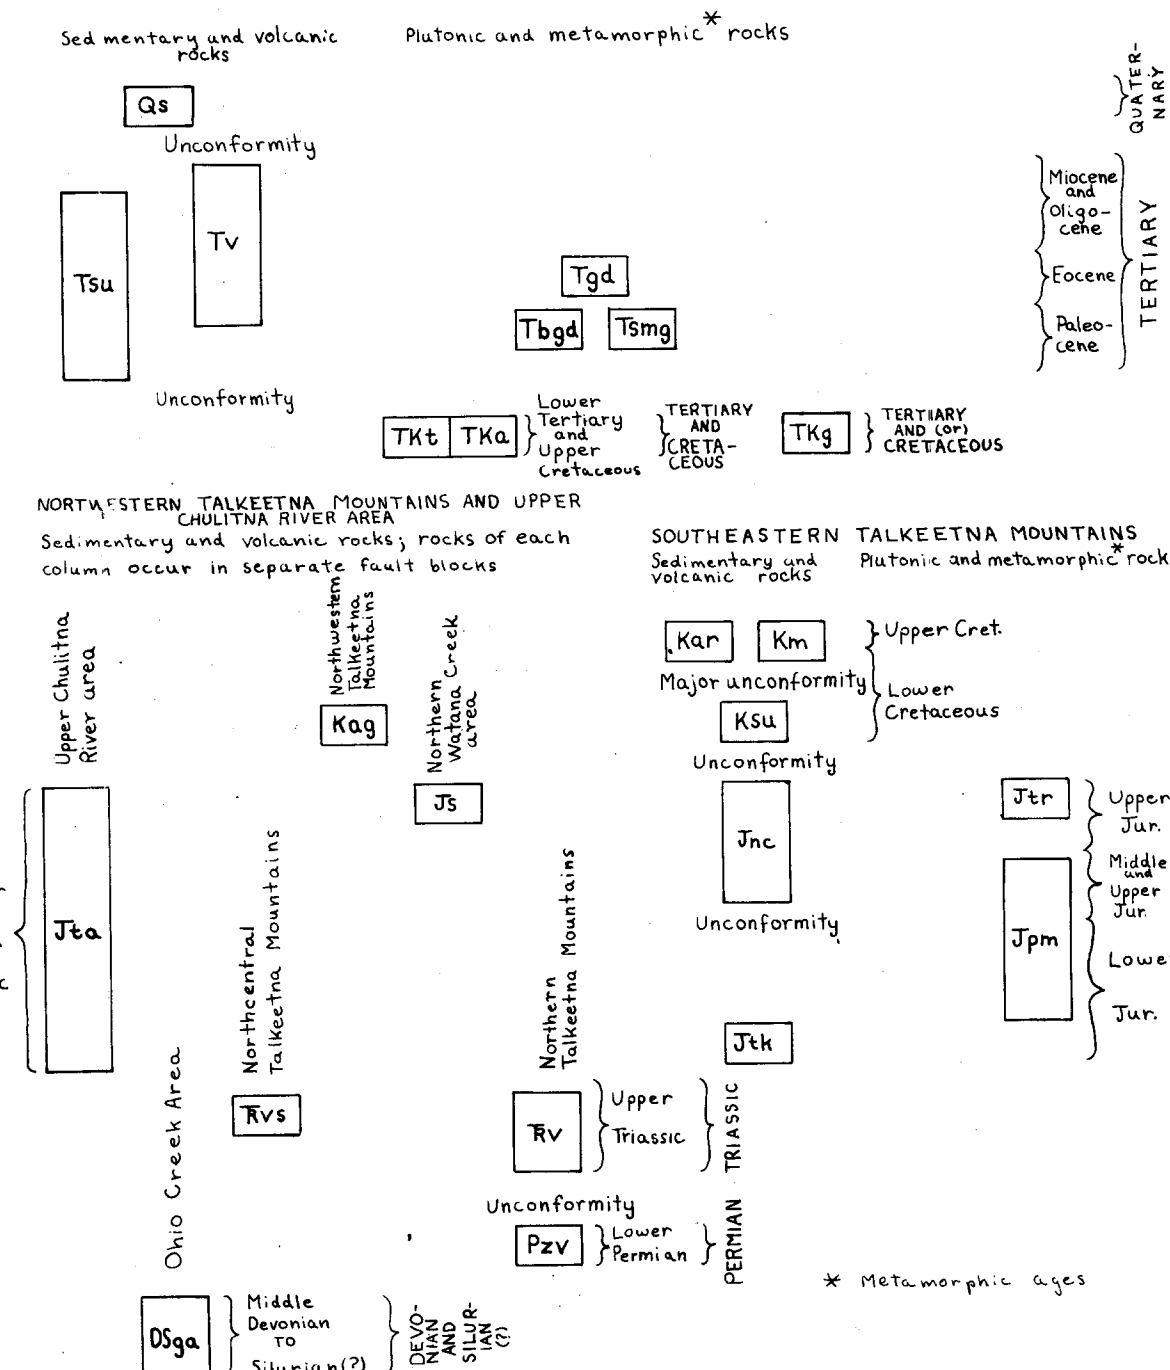 Sed mentary and volcanic
rocks
Plutonic and metamorphic* rocks
Qs
QUATER-
NARY
Unconformity
Tsu
Tv
Tgd
Tbgd
Tsmg
Miocene
and
Oligo-
cene
Eocene
Paleo-
cene
TERTIARY
Unconformity
TKt
TKa
Lower
Tertiary
and
Upper
Cretaceous
TERTIARY
AND
CRETA-
CEOUS
TKg
TERTIARY
AND (or)
CRETACEOUS
NORTWESTERN TALKEETNA MOUNTAINS AND UPPER
CHULITNA RIVER AREA
Sedimentary and volcanic rocks; rocks of each
column occur in separate fault blocks
Upper Chulitna
River area
Jta
Ohio Creek Area
DSga
Middle
Devonian
TO
Silurian(?)
DEVO-
NIAN
AND
SILUR-
IAN
(?)
Northcentral
Talkeetna Mountains
TRvs
Northwestern
Talkeetna
Mountains
Kag
Northern
Watana Creek
area
Js
Northern
Talkeetna Mountains
TRv
Upper
Triassic
TRIASSIC
Unconformity
Pzv
Lower
Permian
PERMIAN
SOUTHEASTERN TALKEETNA MOUNTAINS
Sedimentary and
volcanic rocks
Plutonic and metamorphic* rock
Kar
Km
Upper Cret.
Major unconformity
Ksu
Lower
Cretaceous
Unconformity
Jnc
Unconformity
Jtk
Jtr
Upper
Jur.
Jpm
Middle
and
Upper
Jur.
Lowe
Jur.
* Metamorphic ages